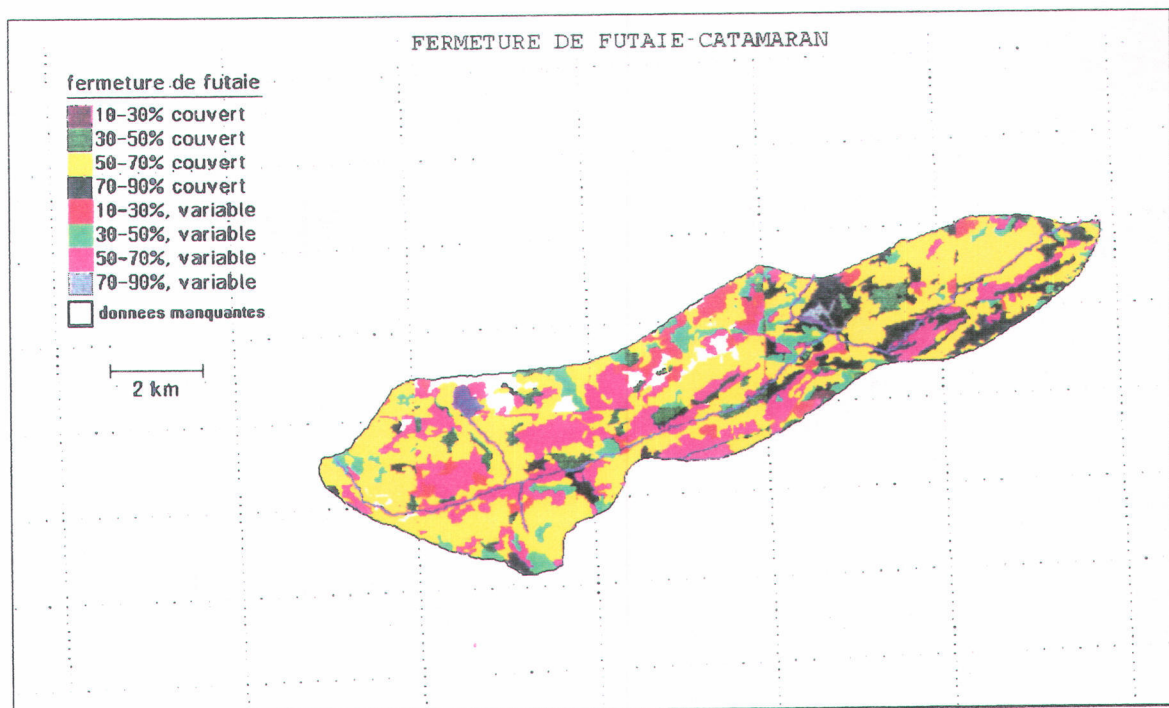 FERMETURE DE FUTAIE-CATAMARAN
fermeture de futaie
10-30% couvert
30-50% couvert
50-70% couvert
70-90% couvert
10-30%, variable
30-50%, variable
50-70%, variable
70-90%, variable
donnees manquantes
2 km